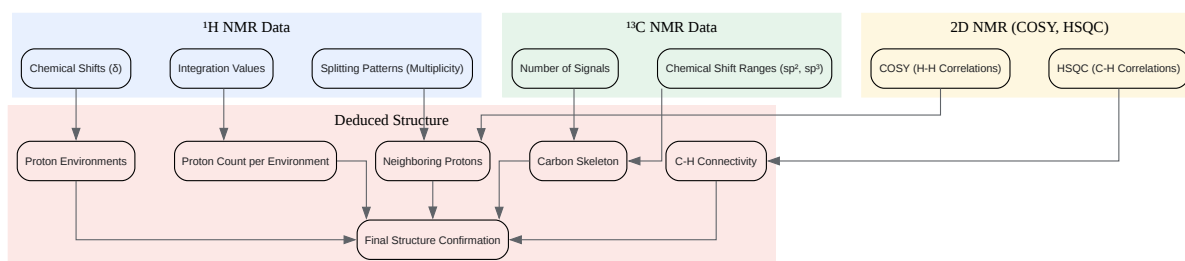 ¹H NMR Data
¹³C NMR Data
2D NMR (COSY, HSQC)
Chemical Shifts (δ)
Integration Values
Splitting Patterns (Multiplicity)
Number of Signals
Chemical Shift Ranges (sp², sp³)
COSY (H-H Correlations)
HSQC (C-H Correlations)
Deduced Structure
Proton Environments
Proton Count per Environment
Neighboring Protons
Carbon Skeleton
C-H Connectivity
Final Structure Confirmation